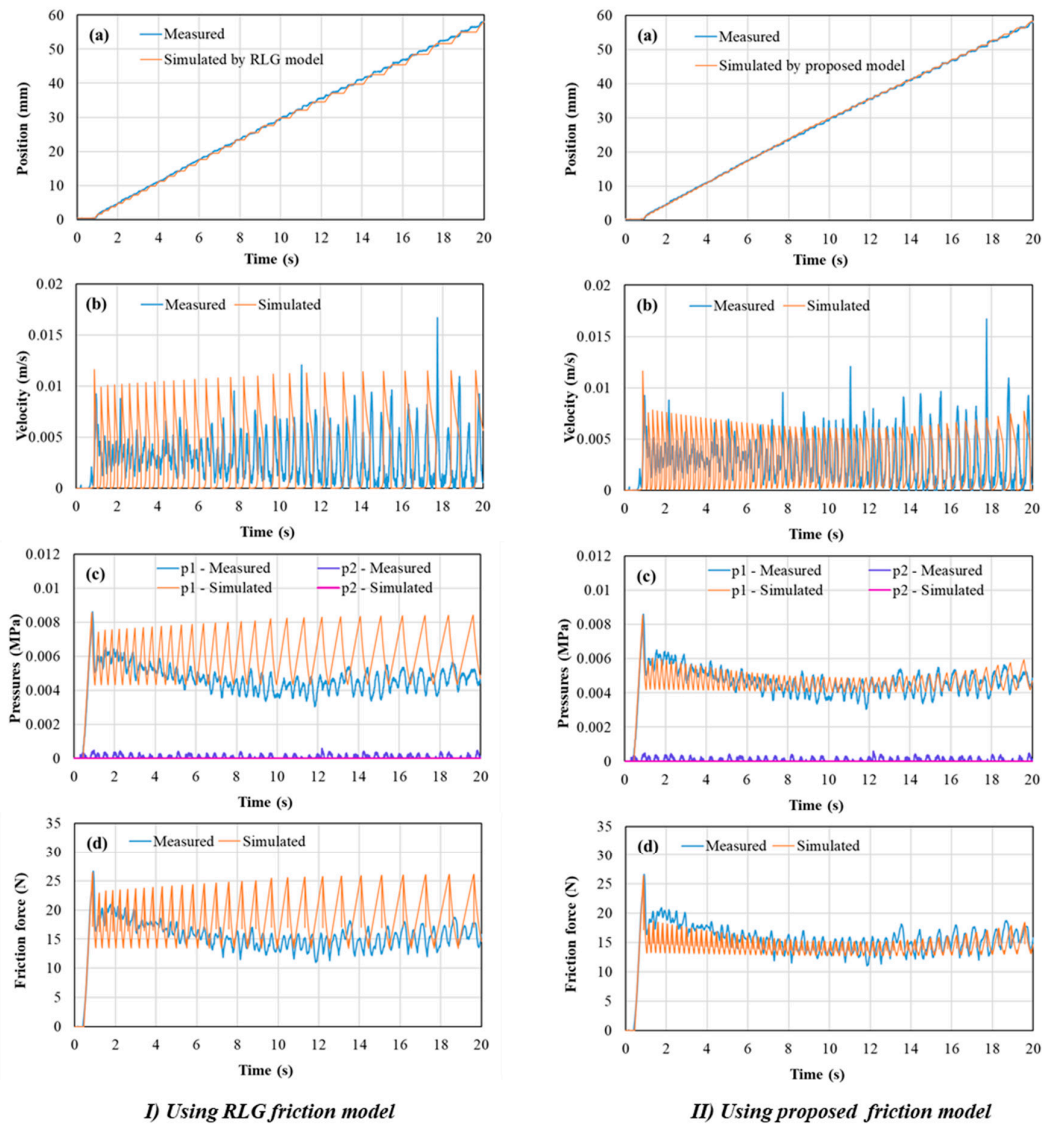 60
50
40
30
20
10
0
Position (mm)
(a)
Measured
Simulated by RLG model
0 2 4 6 8 10 12 14 16 18 20
Time (s)
0.02
0.015
0.01
0.005
0
Velocity (m/s)
(b)
Measured
Simulated
0 2 4 6 8 10 12 14 16 18 20
Time (s)
0.012
0.01
0.008
0.006
0.004
0.002
0
Pressures (MPa)
(c)
p1 - Measured
p2 - Measured
p1 - Simulated
p2 - Simulated
0 2 4 6 8 10 12 14 16 18 20
Time (s)
35
30
25
20
15
10
5
0
Friction force (N)
(d)
Measured
Simulated
0 2 4 6 8 10 12 14 16 18 20
Time (s)
I) Using RLG friction model
60
50
40
30
20
10
0
Position (mm)
(a)
Measured
Simulated by proposed model
0 2 4 6 8 10 12 14 16 18 20
Time (s)
0.02
0.015
0.01
0.005
0
Velocity (m/s)
(b)
Measured
Simulated
0 2 4 6 8 10 12 14 16 18 20
Time (s)
0.012
0.01
0.008
0.006
0.004
0.002
0
Pressures (MPa)
(c)
p1 - Measured
p2 - Measured
p1 - Simulated
p2 - Simulated
0 2 4 6 8 10 12 14 16 18 20
Time (s)
35
30
25
20
15
10
5
0
Friction force (N)
(d)
Measured
Simulated
0 2 4 6 8 10 12 14 16 18 20
Time (s)
II) Using proposed friction model